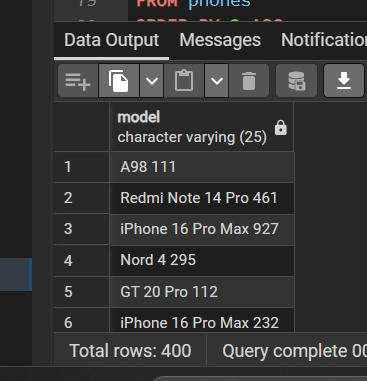 79
FROM phones
Data Output Messages Notificatio
model
character varying (25)
1 A98 111
2 Redmi Note 14 Pro 461
3 iPhone 16 Pro Max 927
4 Nord 4 295
5 GT 20 Pro 112
6 iPhone 16 Pro Max 232
Total rows: 400 Query complete 00